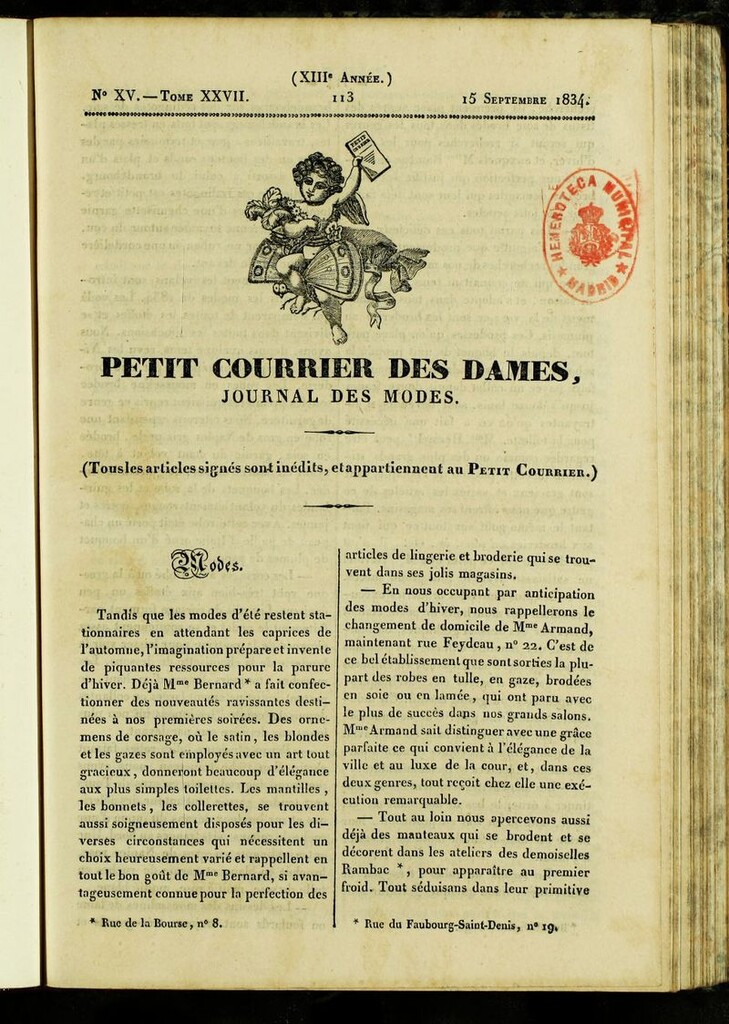 (XIIIe Année.)
No XV.—Tome XXVII.
113
15 Septembre 1834.
PETIT
HEMEROTECA MUNICIPAL
MADRID
PETIT COURRIER DES DAMES,
JOURNAL DES MODES.
(Tous les articles signés sont inédits, et appartiennent au Petit Courrier.)
Modes.
Tandis que les modes d'été restent sta-
tionnaires en attendant les caprices de
l'automne, l'imagination prépare et invente
de piquantes ressources pour la parure
d'hiver. Déjà Mme Bernard * a fait confec-
tionner des nouveautés ravissantes desti-
nées à nos premières soirées. Des orne-
mens de corsage, où le satin, les blondes
et les gazes sont employés avec un art tout
gracieux, donneront beaucoup d'élégance
aux plus simples toilettes. Les mantilles,
les bonnets, les collerettes, se trouvent
aussi soigneusement disposés pour les di-
verses circonstances qui nécessitent un
choix heureusement varié et rappellent en
tout le bon goût de Mme Bernard, si avan-
tageusement connue pour la perfection des
* Rue de la Bourse, no 8.
articles de lingerie et broderie qui se trou-
vent dans ses jolis magasins.
— En nous occupant par anticipation
des modes d'hiver, nous rappellerons le
changement de domicile de Mme Armand,
maintenant rue Feydeau, no 22. C'est de
ce bel établissement que sont sorties la plu-
part des robes en tulle, en gaze, brodées
en soie ou en lamée, qui ont paru avec
le plus de succès dans nos grands salons.
Mme Armand sait distinguer avec une grâce
parfaite ce qui convient à l'élégance de la
ville et au luxe de la cour, et, dans ces
deux genres, tout reçoit chez elle une exé-
cution remarquable.
— Tout au loin nous apercevons aussi
déjà des manteaux qui se brodent et se
décorent dans les ateliers des demoiselles
Rambac *, pour apparaître au premier
froid. Tout séduisans dans leur primitive
* Rue du Faubourg-Saint-Denis, no 19.